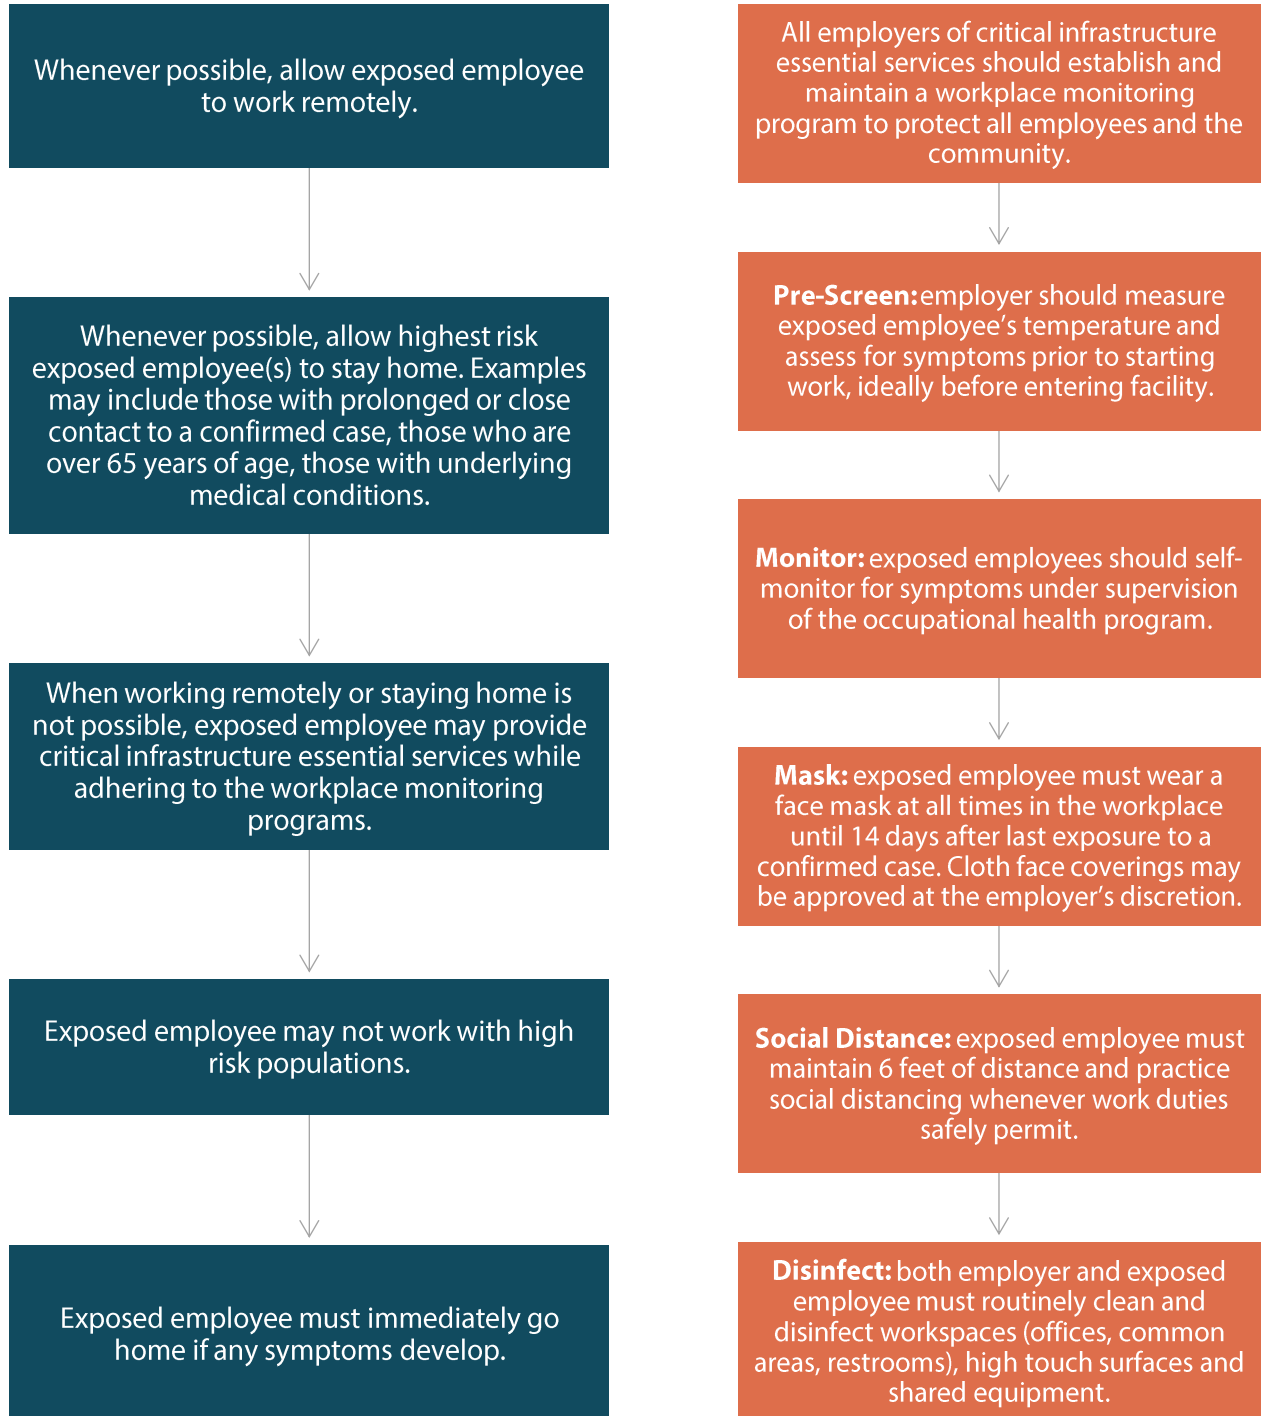 Whenever possible, allow exposed employee
to work remotely.
Whenever possible, allow highest risk
exposed employee(s) to stay home. Examples
may include those with prolonged or close
contact to a confirmed case, those who are
over 65 years of age, those with underlying
medical conditions.
When working remotely or staying home is
not possible, exposed employee may provide
critical infrastructure essential services while
adhering to the workplace monitoring
programs.
Exposed employee may not work with high
risk populations.
Exposed employee must immediately go
home if any symptoms develop.
All employers of critical infrastructure
essential services should establish and
maintain a workplace monitoring
program to protect all employees and the
community.
Pre-Screen: employer should measure
exposed employee’s temperature and
assess for symptoms prior to starting
work, ideally before entering facility.
Monitor: exposed employees should self-
monitor for symptoms under supervision
of the occupational health program.
Mask: exposed employee must wear a
face mask at all times in the workplace
until 14 days after last exposure to a
confirmed case. Cloth face coverings may
be approved at the employer’s discretion.
Social Distance: exposed employee must
maintain 6 feet of distance and practice
social distancing whenever work duties
safely permit.
Disinfect: both employer and exposed
employee must routinely clean and
disinfect workspaces (offices, common
areas, restrooms), high touch surfaces and
shared equipment.